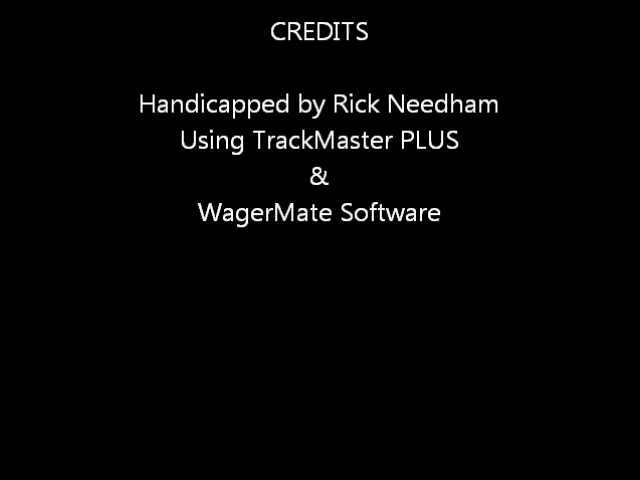 CREDITS
Handicapped by Rick Needham
Using TrackMaster PLUS
&
WagerMate Software